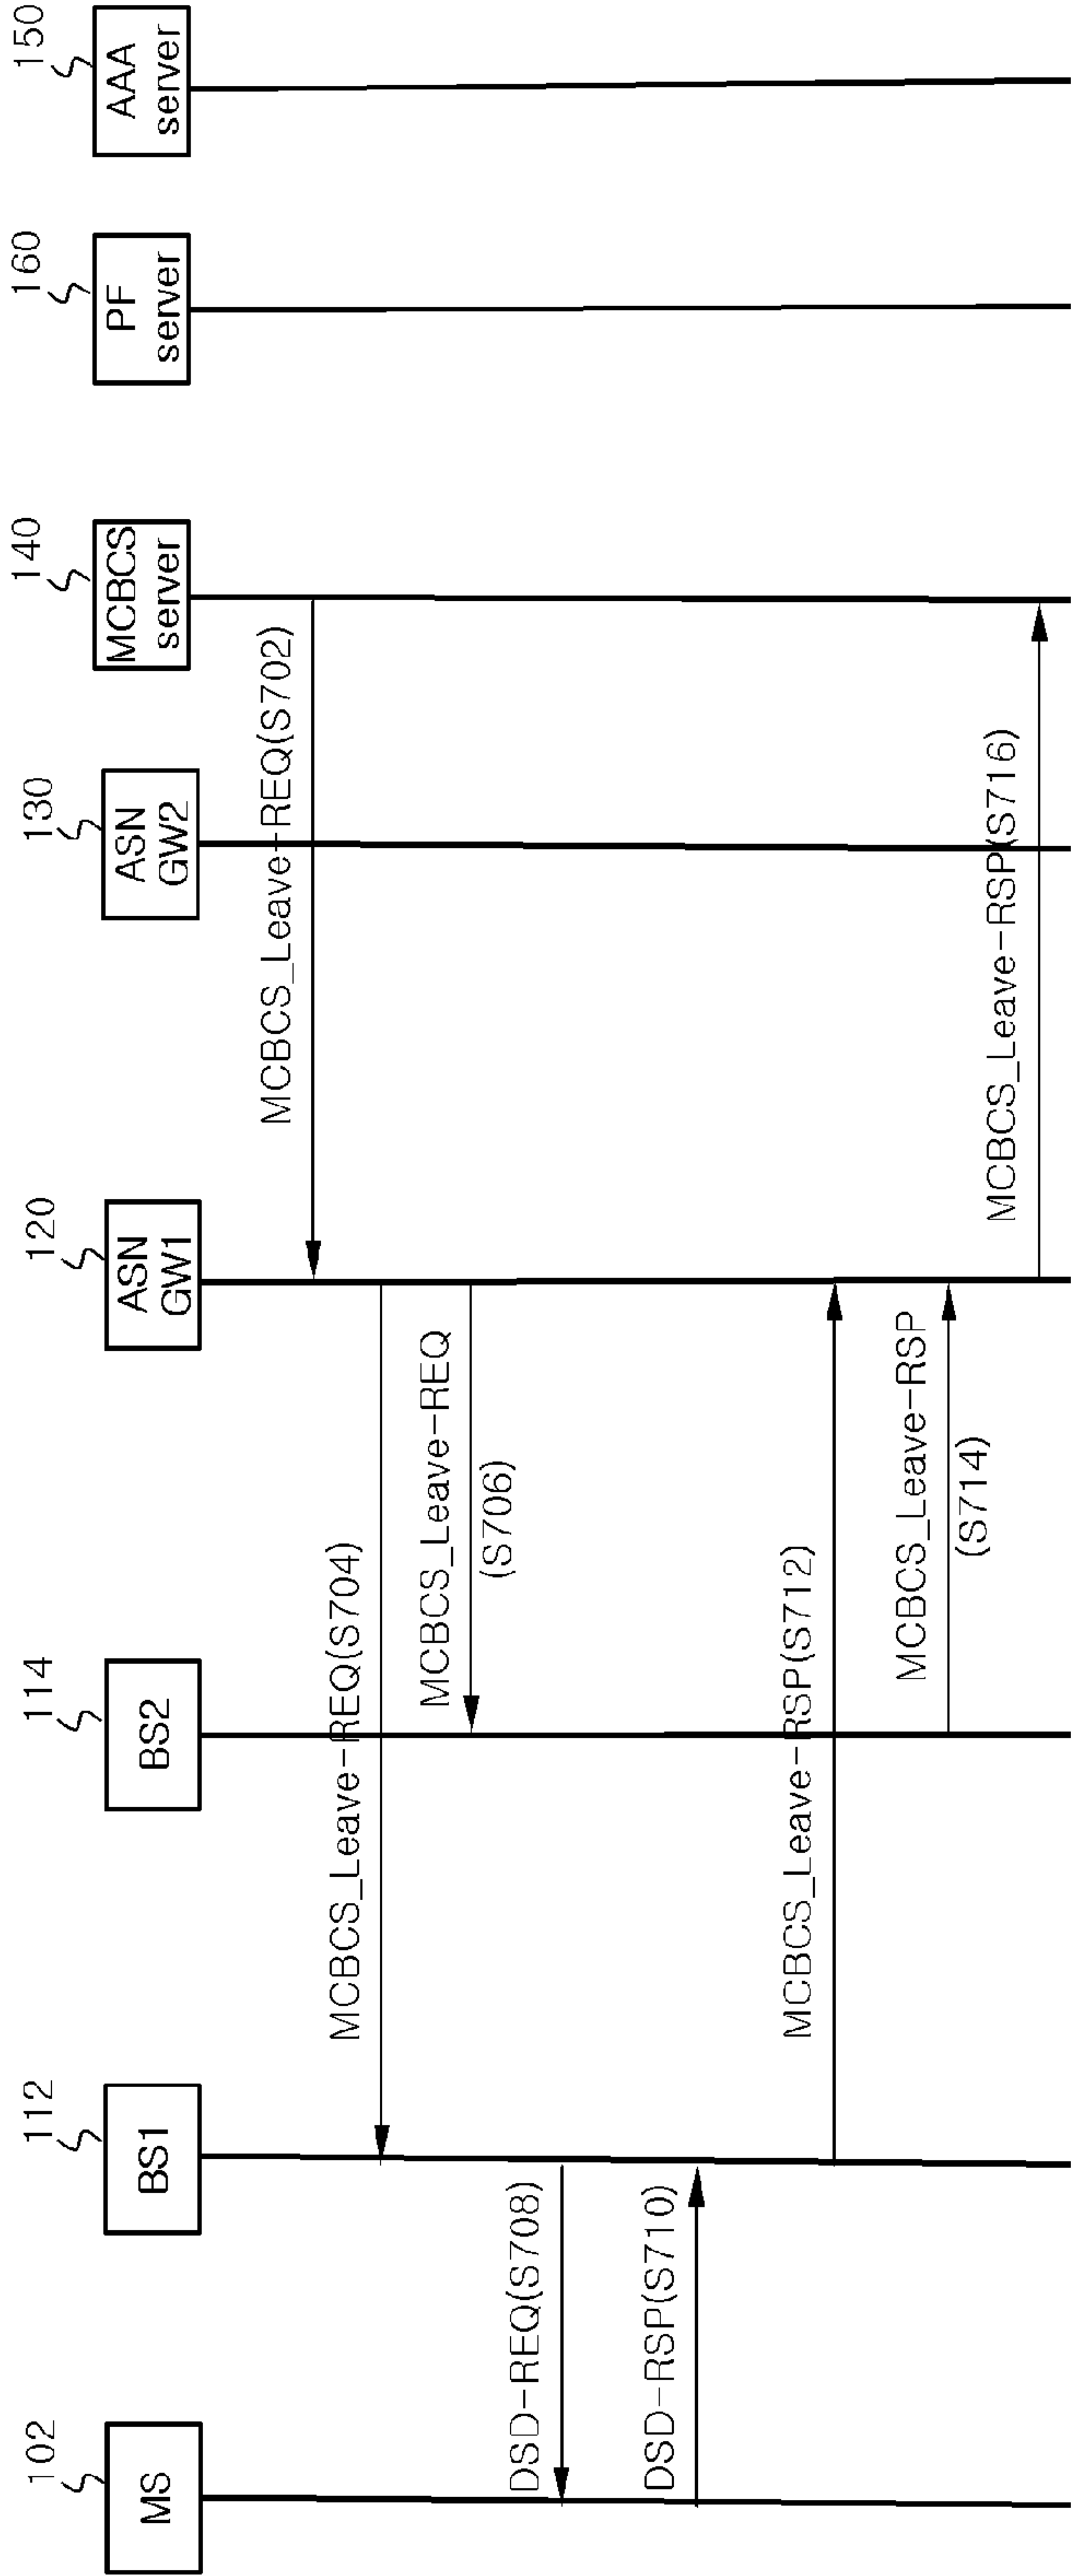 102
112
114
120
130
140
160
150
MS
BS1
BS2
ASN
GW1
ASN
GW2
MCBCS
server
PF
server
AAA
server
MCBCS_Leave-REQ(S702)
MCBCS_Leave-REQ(S704)
MCBCS_Leave-REQ
(S706)
DSD-REQ(S708)
DSD-RSP(S710)
MCBCS_Leave-RSP(S712)
MCBCS_Leave-RSP
(S714)
MCBCS_Leave-RSP(S716)